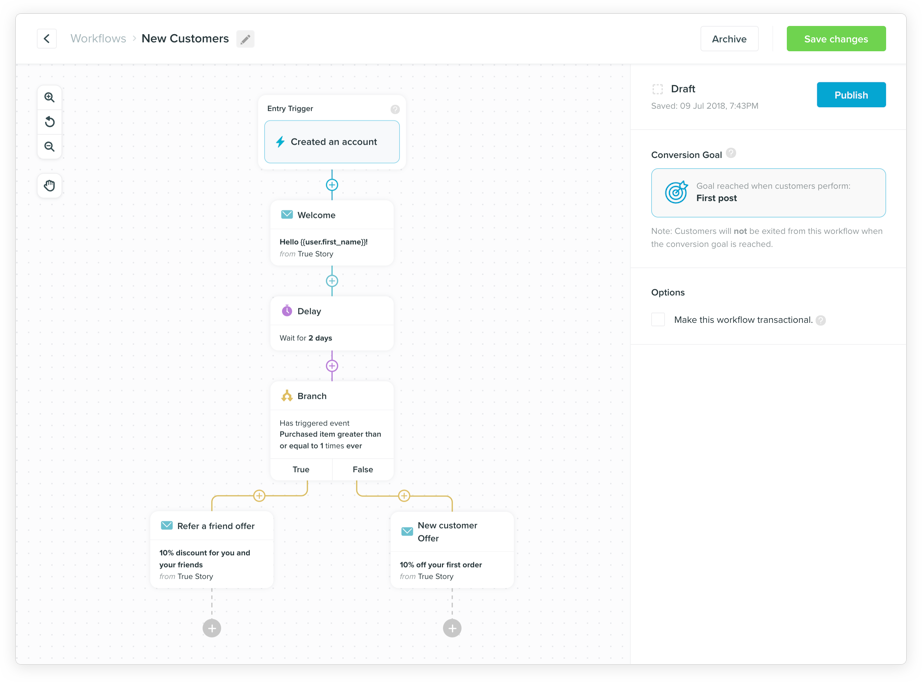 Workflows > New Customers
Archive
Save changes
Entry Trigger
?
Created an account
Welcome
Hello {{user.first_name}}!
from True Story
Delay
Wait for 2 days
Branch
Has triggered event
Purchased item greater than
or equal to 1 times ever
True
False
Refer a friend offer
10% discount for you and
your friends
from True Story
New customer
Offer
10% off your first order
from True Story
Draft
Saved: 09 Jul 2018, 7:43PM
Publish
Conversion Goal ?
Goal reached when customers perform:
First post
Note: Customers will not be exited from this workflow when
the conversion goal is reached.
Options
Make this workflow transactional. ?